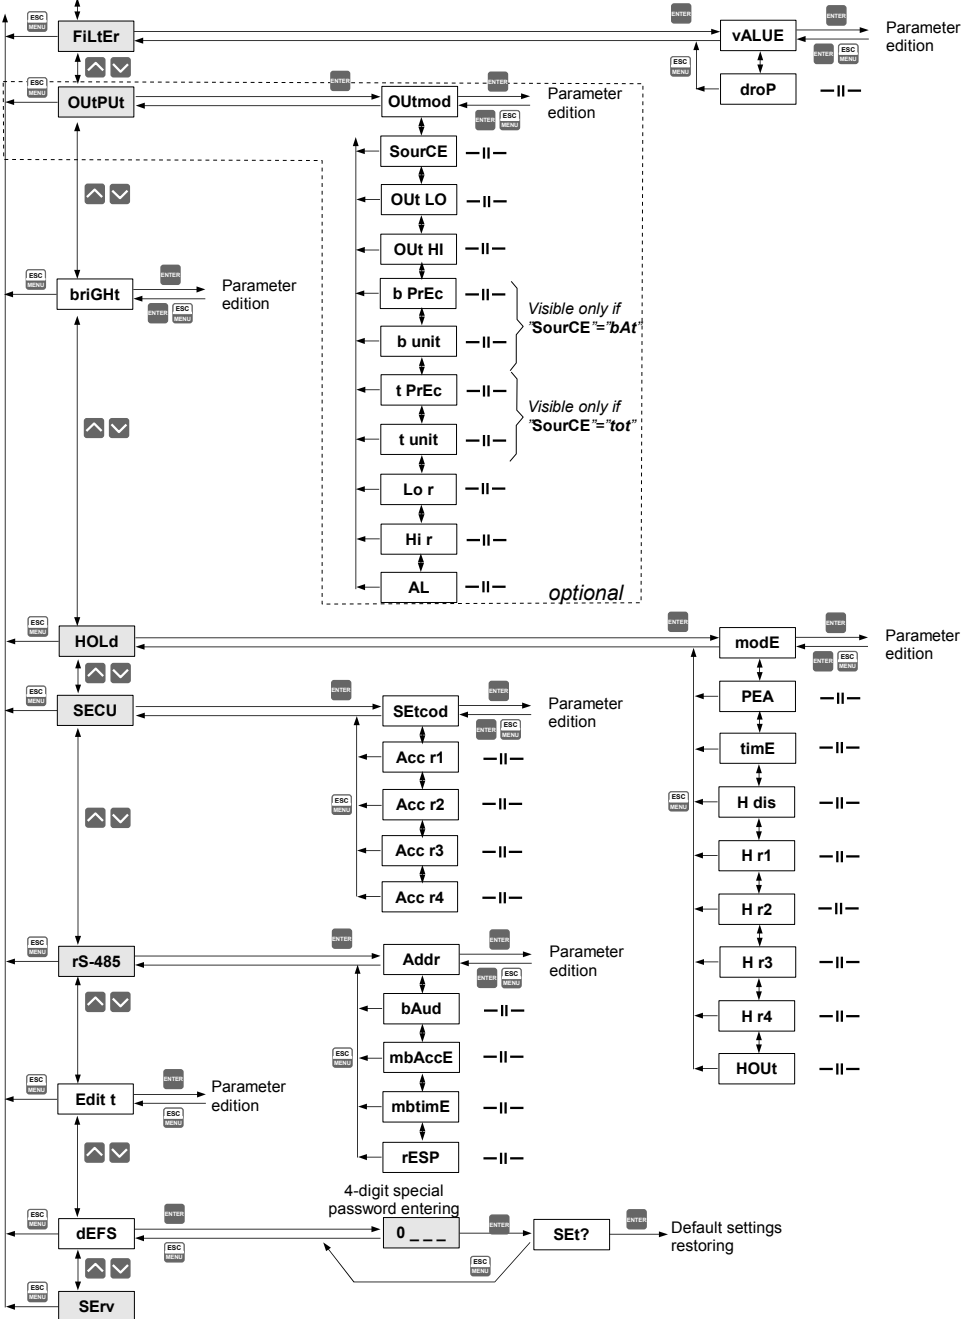 ESC
MENU
FiLtEr
ENTER
vALUE
ENTER
Parameter
edition
ENTER
ESC
MENU
ESC
MENU
droP
–II–
ESC
MENU
OUtPUt
ENTER
OUtmod
ENTER
Parameter
edition
ENTER
ESC
MENU
SourCE
–II–
OUt LO
–II–
OUt HI
–II–
b PrEc
–II–
b unit
–II–
Visible only if
"SourCE"="bAt"
t PrEc
–II–
t unit
–II–
Visible only if
"SourCE"="tot"
Lo r
–II–
Hi r
–II–
AL
–II–
optional
ESC
MENU
briGHt
ENTER
Parameter
edition
ENTER
ESC
MENU
ESC
MENU
HOLd
ENTER
modE
ENTER
Parameter
edition
ENTER
ESC
MENU
PEA
–II–
timE
–II–
ESC
MENU
H dis
–II–
H r1
–II–
H r2
–II–
H r3
–II–
H r4
–II–
HOUt
–II–
ESC
MENU
SECU
ENTER
SEtcod
ENTER
Parameter
edition
ENTER
ESC
MENU
Acc r1
–II–
ESC
MENU
Acc r2
–II–
Acc r3
–II–
Acc r4
–II–
ESC
MENU
rS-485
ENTER
Addr
ENTER
Parameter
edition
ENTER
ESC
MENU
bAud
–II–
ESC
MENU
mbAccE
–II–
mbtimE
–II–
rESP
–II–
ESC
MENU
Edit t
ENTER
Parameter
edition
ESC
MENU
ESC
MENU
dEFS
ENTER
ESC
MENU
4-digit special
password entering
0 _ _ _
ENTER
SEt?
ENTER
Default settings
restoring
ESC
MENU
ESC
MENU
SErv